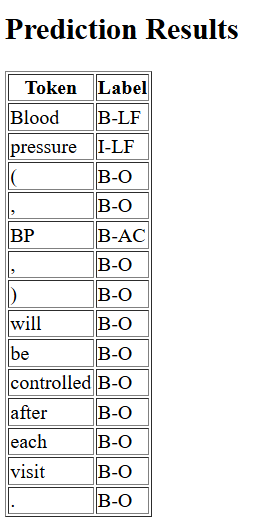 Prediction Results
Token Label
Blood B-LF
pressure I-LF
( B-O
, B-O
BP B-AC
, B-O
) B-O
will B-O
be B-O
controlled B-O
after B-O
each B-O
visit B-O
. B-O